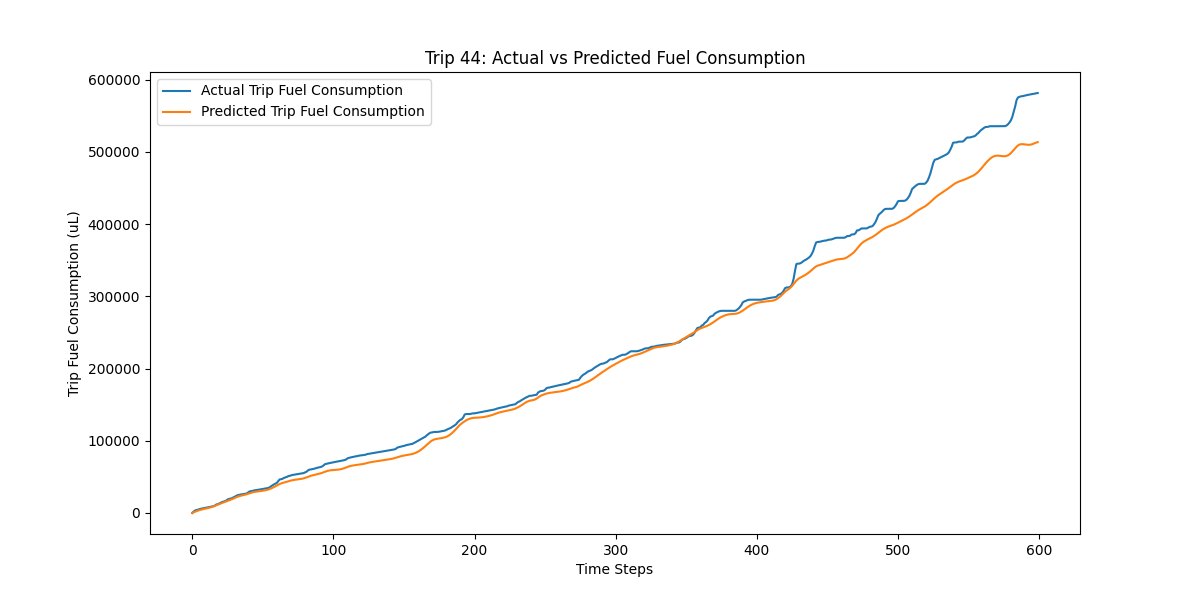 Trip 44: Actual vs Predicted Fuel Consumption
Actual Trip Fuel Consumption
Predicted Trip Fuel Consumption
Trip Fuel Consumption (uL)
600000
500000
400000
300000
200000
100000
0
0 100 200 300 400 500 600
Time Steps